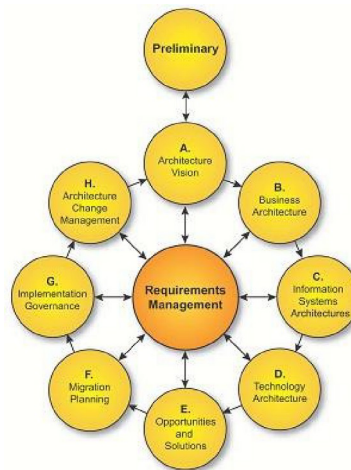 Preliminary
A.
Architecture
Vision
B.
Business
Architecture
C.
Information
Systems
Architectures
D.
Technology
Architecture
E.
Opportunities
and
Solutions
F.
Migration
Planning
G.
Implementation
Governance
H.
Architecture
Change
Management
Requirements
Management